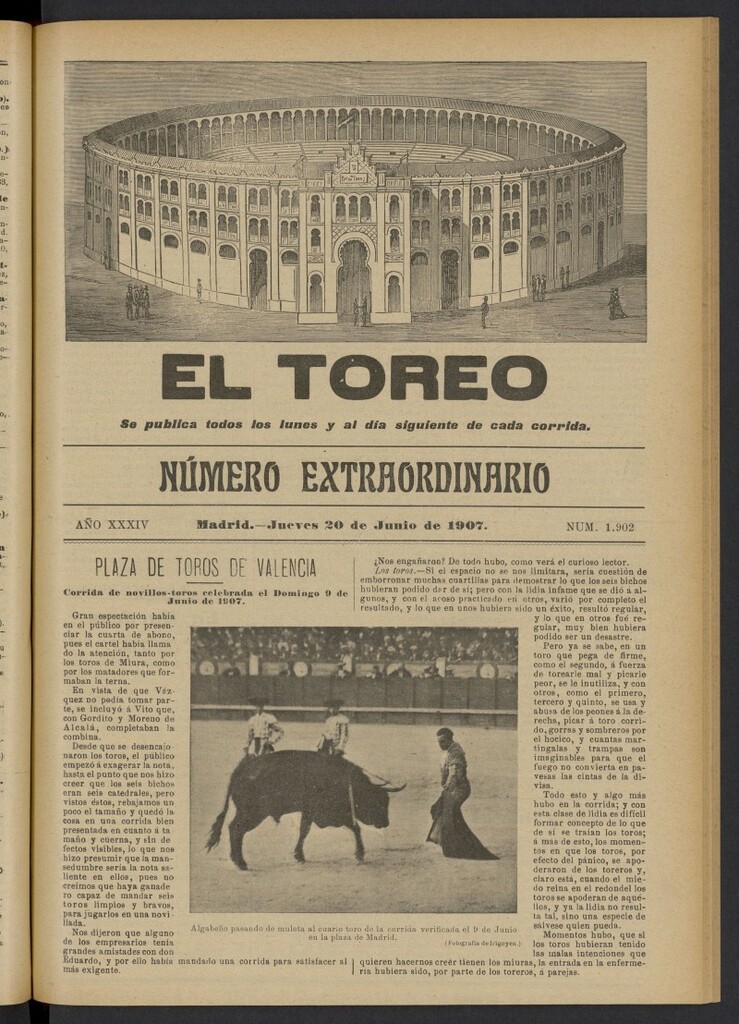 EL TOREO
Se publica todos los lunes y al día siguiente de cada corrida.
NÚMERO EXTRAORDINARIO
AÑO XXXIV
Madrid.—Jueves 20 de Junio de 1907.
NUM. 1.902
PLAZA DE TOROS DE VALENCIA
Corrida de novillos-toros celebrada el Domingo 9 de
Junio de 1907.
Gran espectación había
en el público por presen-
ciar la cuarta de abono,
pues el cartel había llama
do la atención, tanto por
los toros de Miura, como
por los matadores que for-
maban la terna.
En vista de que Váz-
quez no podía tomar par-
te, se incluyó á Vito que,
con Gordito y Moreno de
Alcalá, completaban la
combina.
Desde que se desencajo-
naron los toros, el público
empezó á exagerar la nota,
hasta el punto que nos hizo
creer que los seis bichos
eran seis catedrales, pero
vistos éstos, rebajamos un
poco el tamaño y quedó la
cosa en una corrida bien
presentada en cuanto á ta
maño y cuerna, y sin de-
fectos visibles, lo que nos
hizo presumir que la man-
sedumbre sería la nota sa-
liente en ellos, pues no
creímos que haya ganade
ro capaz de mandar seis
toros limpios y bravos,
para jugarlos en una novi
llada.
Nos dijeron que alguno
de los empresarios tenía
grandes amistades con don
Eduardo, y por ello había mandado una corrida para satisfacer al
más exigente.
¿Nos engañaron? De todo hubo, como verá el curioso lector.
Los toros.—Si el espacio no se nos limitara, sería cuestión de
emborronar muchas cuartillas para demostrar lo que los seis bichos
hubieran podido dar de sí; pero con la lidia infame que se dió á al-
gunos, y con el acoso practicado en otros, varió por completo el
resultado, y lo que en unos hubiera sido un éxito, resultó regular,
y lo que en otros fué re-
gular, muy bien hubiera
podido ser un desastre.
Pero ya se sabe, en un
toro que pega de firme,
como el segundo, á fuerza
de torearle mal y picarle
peor, se le inutiliza, y con
otros, como el primero,
tercero y quinto, se usa y
abusa de los peones á la de-
recha, picar á toro corri-
do, gorras y sombreros por
el hocico, y cuantas mar-
tingalas y trampas son
imaginables para que el
fuego no convierta en pa-
vesas las cintas de la di-
visa.
Todo esto y algo más
hubo en la corrida; y con
esta clase de lidia es difícil
formar concepto de lo que
de sí se traían los toros;
á más de esto, los momen-
tos en que los toros, por
efecto del pánico, se apo-
deraron de los toreros y,
claro está, cuando el mie-
do reina en el redondel los
toros se apoderan de aqué-
llos, y ya la lidia no resul-
ta tal, sino una especie de
sálvese quien pueda.
Momentos hubo, que si
los toros hubieran tenido
las malas intenciones que
quieren hacernos creér tienen los miuras, la entrada en la enferme-
ría hubiera sido, por parte de los toreros, á parejas.
Algabeño pasando de muleta al cuarto toro de la corrida verificada el 9 de Junio
en la plaza de Madrid.
(Fotografía de Irigoyen.)